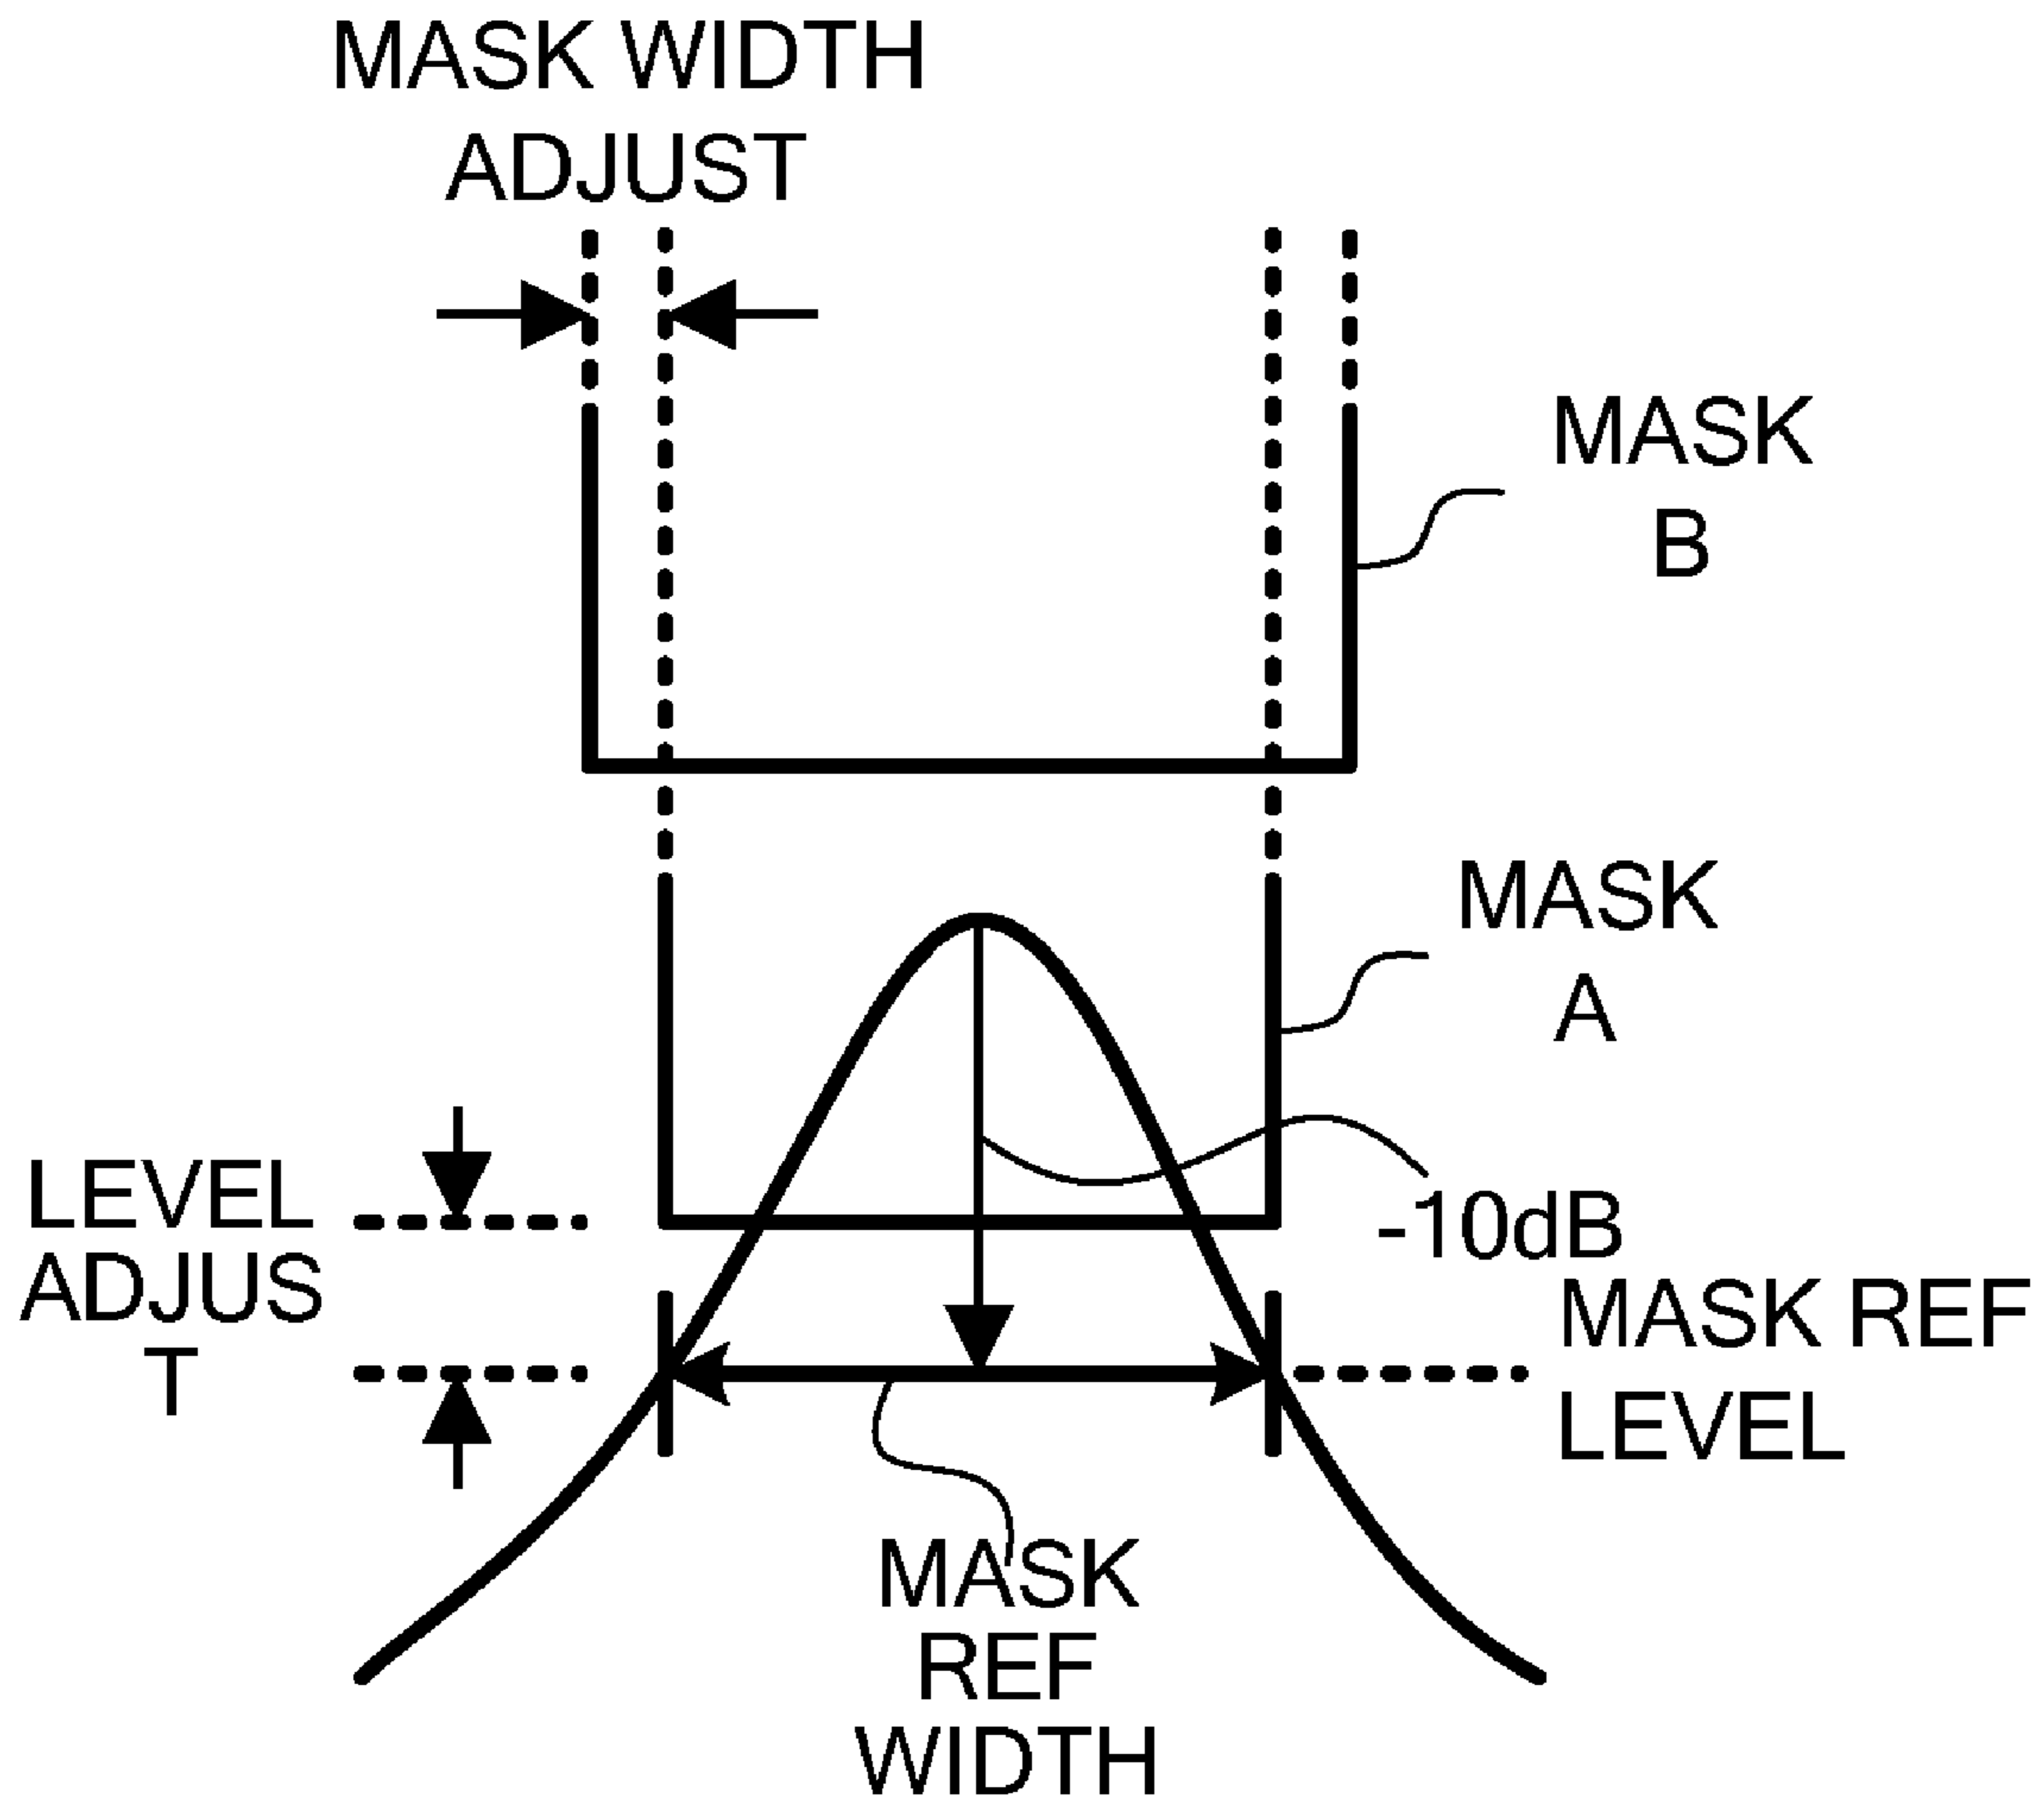 MASK WIDTH
ADJUST
MASK
B
MASK
A
LEVEL
ADJUS
T
-10dB
MASK REF
LEVEL
MASK
REF
WIDTH